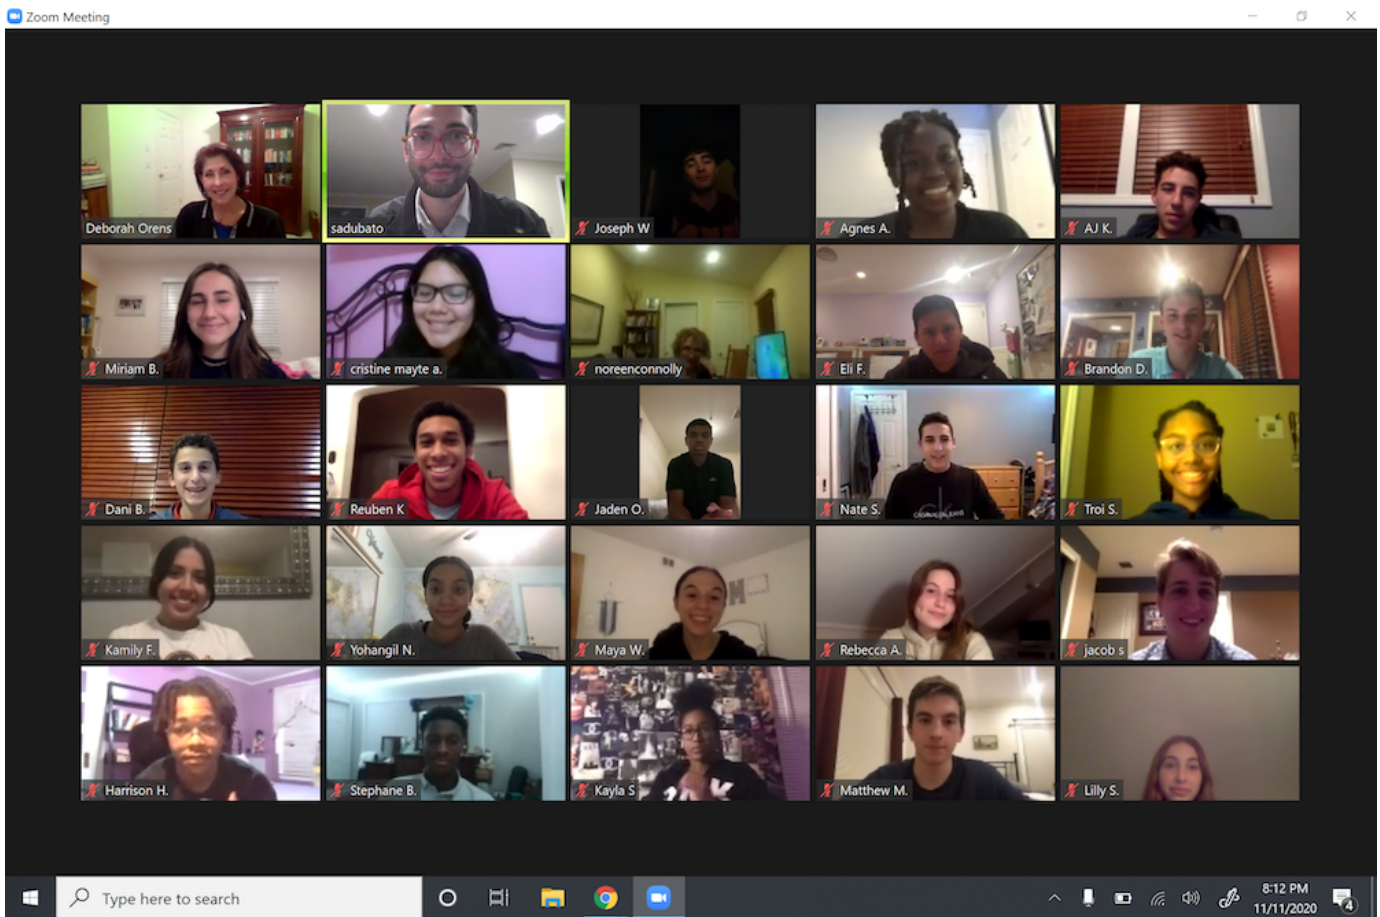 Zoom Meeting
Deborah Orens
sadubato
Joseph W
Agnes A.
AJ K.
Miriam B.
cristine mayte a.
noreenconnolly
Eli F.
Brandon D.
Dani B.
Reuben K
Jaden O.
Nate S.
Troi S.
Kamily F.
Yohangil N.
Maya W.
Rebecca A.
jacob s
Harrison H.
Stephane B.
Kayla S
Matthew M.
Lilly S.
Type here to search
8:12 PM
11/11/2020
4